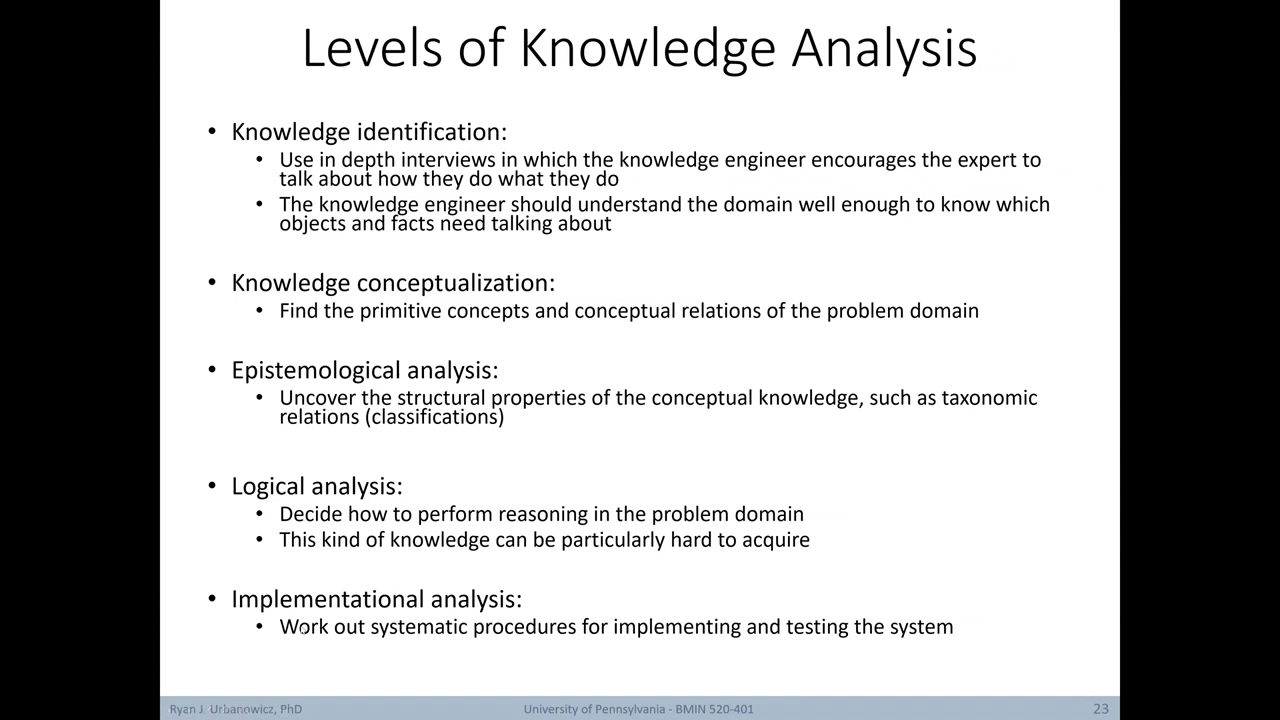 Levels of Knowledge Analysis
• Knowledge identification:
• Use in depth interviews in which the knowledge engineer encourages the expert to
talk about how they do what they do
• The knowledge engineer should understand the domain well enough to know which
objects and facts need talking about
• Knowledge conceptualization:
• Find the primitive concepts and conceptual relations of the problem domain
• Epistemological analysis:
• Uncover the structural properties of the conceptual knowledge, such as taxonomic
relations (classifications)
• Logical analysis:
• Decide how to perform reasoning in the problem domain
• This kind of knowledge can be particularly hard to acquire
• Implementational analysis:
• Work out systematic procedures for implementing and testing the system
Ryan J. Urbanowicz, PhD
University of Pennsylvania - BMIN 520-401
23